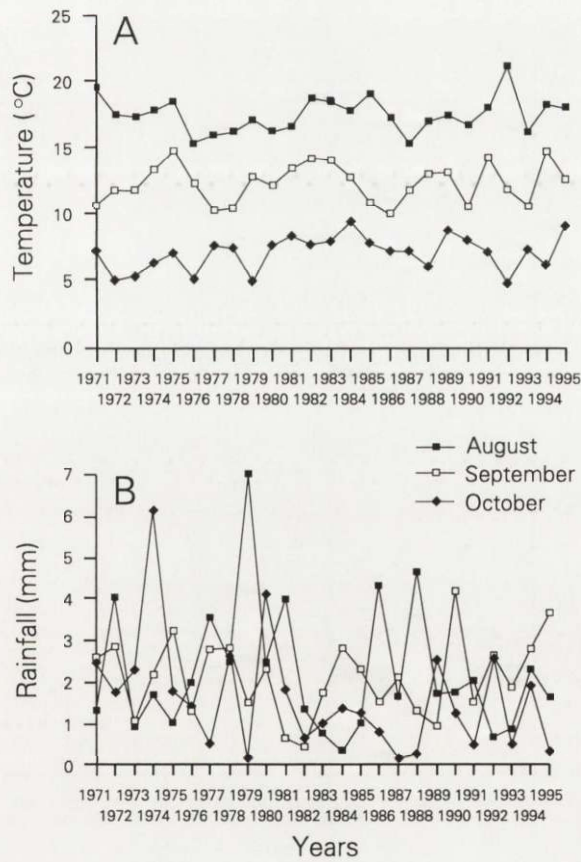 A
Temperature (°C)
25
20
15
10
5
0
1971 1973 1975 1977 1979 1981 1983 1985 1987 1989 1991 1993 1995
1972 1974 1976 1978 1980 1982 1984 1986 1988 1990 1992 1994
B
August
September
October
Rainfall (mm)
7
6
5
4
3
2
1
0
1971 1973 1975 1977 1979 1981 1983 1985 1987 1989 1991 1993 1995
1972 1974 1976 1978 1980 1982 1984 1986 1988 1990 1992 1994
Years